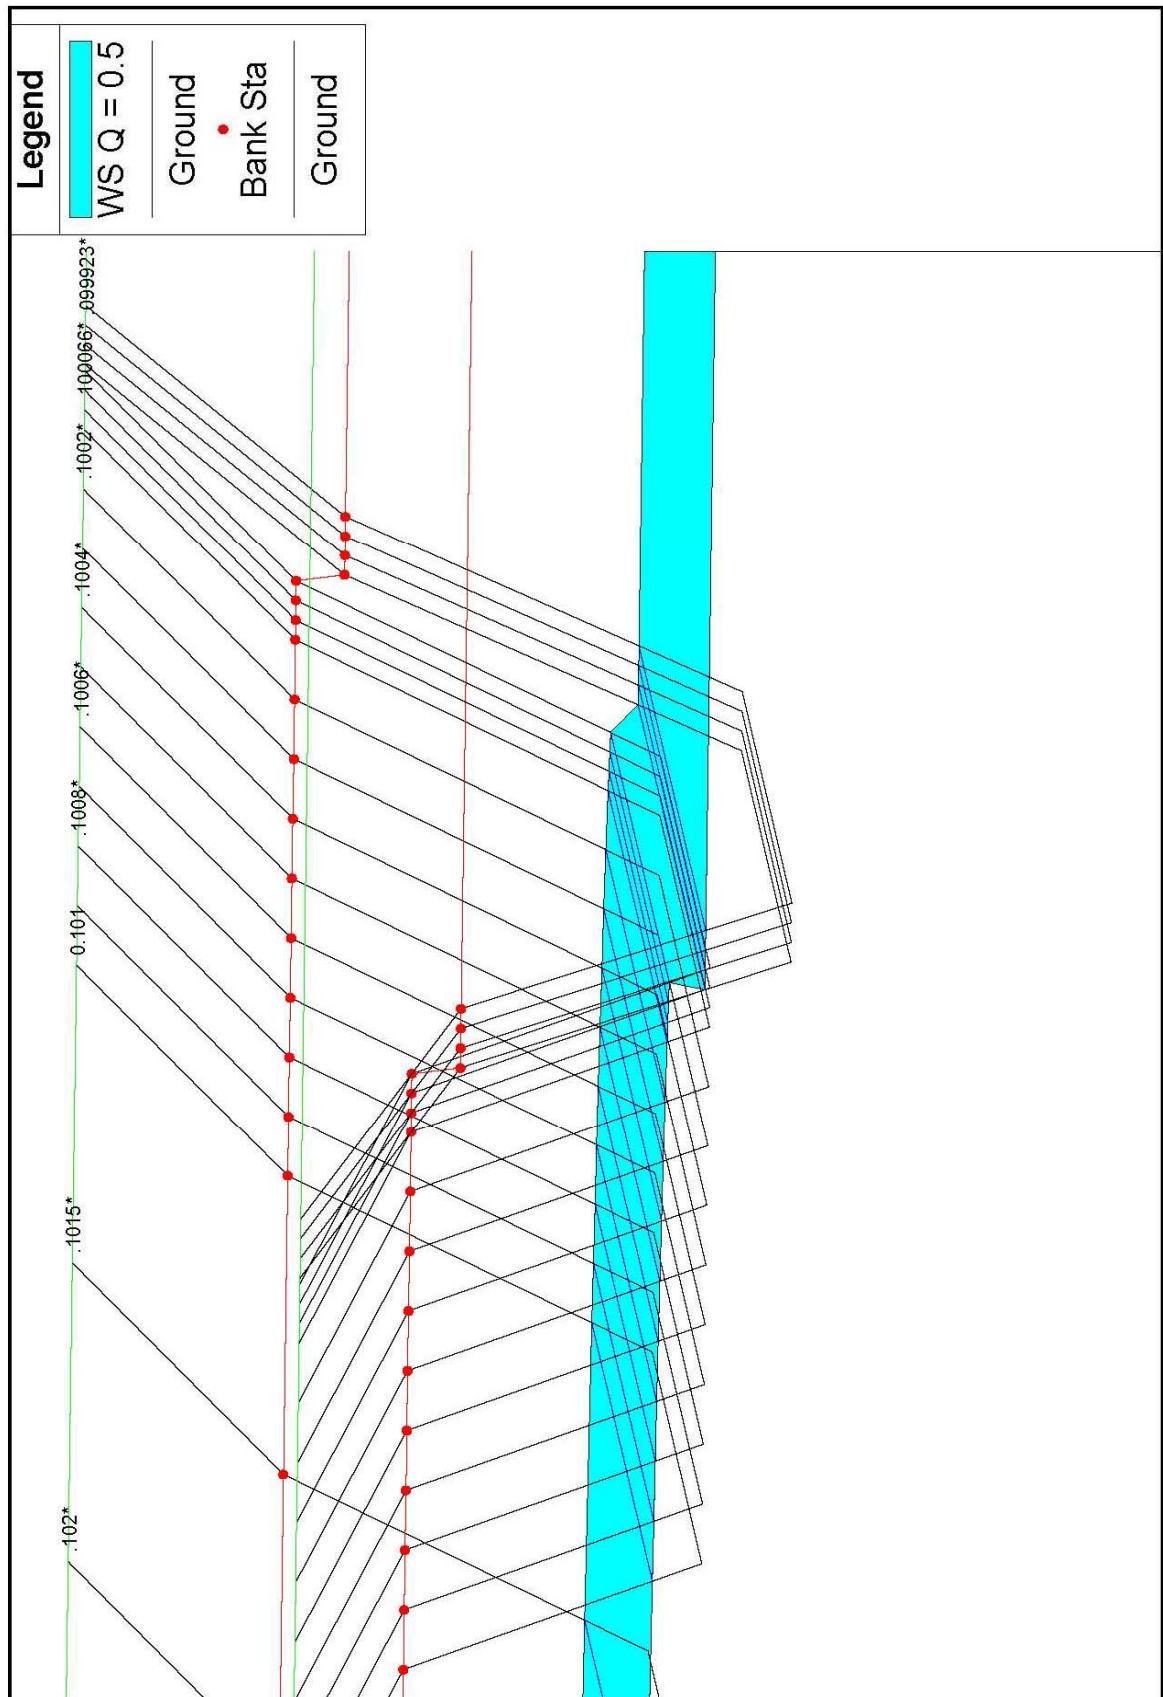 Legend
WS Q = 0.5
Ground
Bank Sta
Ground
.099923*
.100066*
.1002*
.1004*
.1006*
.1008*
0.101
.1015*
.102*